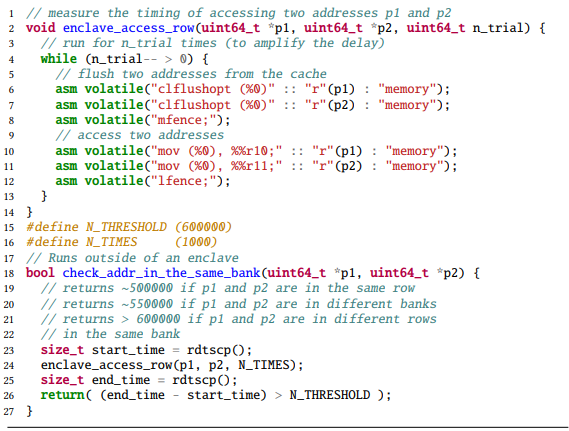 1 // measure the timing of accessing two addresses p1 and p2
2 void enclave_access_row(uint64_t *p1, uint64_t *p2, uint64_t n_trial) {
3 // run for n_trial times (to amplify the delay)
4 while (n_trial-- > 0) {
5 // flush two addresses from the cache
6 asm volatile("clflushopt (%0)" :: "r"(p1) : "memory");
7 asm volatile("clflushopt (%0)" :: "r"(p2) : "memory");
8 asm volatile("mfence;");
9 // access two addresses
10 asm volatile("mov (%0), %%r10;" :: "r"(p1) : "memory");
11 asm volatile("mov (%0), %%r11;" :: "r"(p2) : "memory");
12 asm volatile("lfence;");
13 }
14 }
15 #define N_THRESHOLD (600000)
16 #define N_TIMES (1000)
17 // Runs outside of an enclave
18 bool check_addr_in_the_same_bank(uint64_t *p1, uint64_t *p2) {
19 // returns ~500000 if p1 and p2 are in the same row
20 // returns ~550000 if p1 and p2 are in different banks
21 // returns > 600000 if p1 and p2 are in different rows
22 // in the same bank
23 size_t start_time = rdtscp();
24 enclave_access_row(p1, p2, N_TIMES);
25 size_t end_time = rdtscp();
26 return( (end_time - start_time) > N_THRESHOLD );
27 }